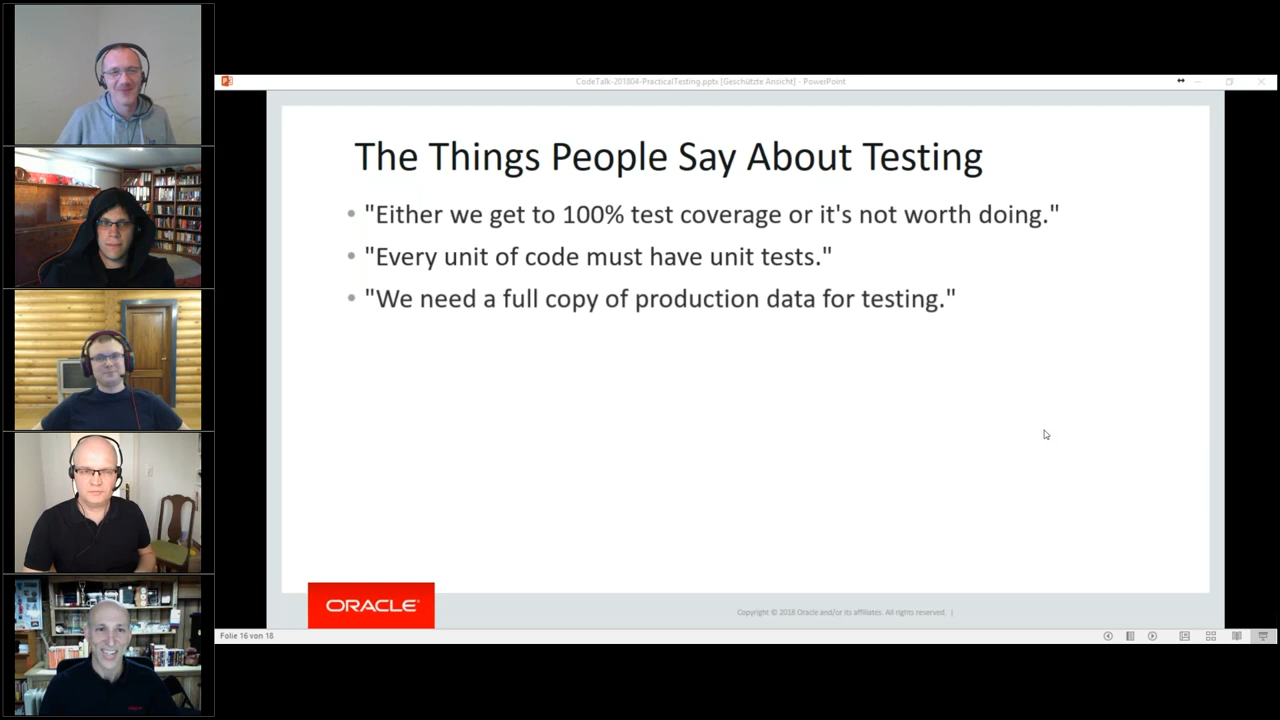 CodeTalk-201804-PracticalTesting.pptx [Geschützte Ansicht] - PowerPoint
The Things People Say About Testing
• "Either we get to 100% test coverage or it's not worth doing."
• "Every unit of code must have unit tests."
• "We need a full copy of production data for testing."
ORACLE®
Copyright © 2018 Oracle and/or its affiliates. All rights reserved. |
Folie 16 von 18